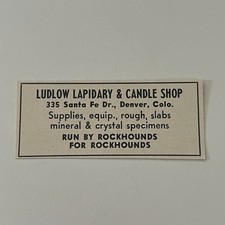 LUDLOW LAPIDARY & CANDLE SHOP
335 Santa Fe Dr., Denver, Colo.
Supplies, equip., rough, slabs
mineral & crystal specimens
RUN BY ROCKHOUNDS
FOR ROCKHOUNDS